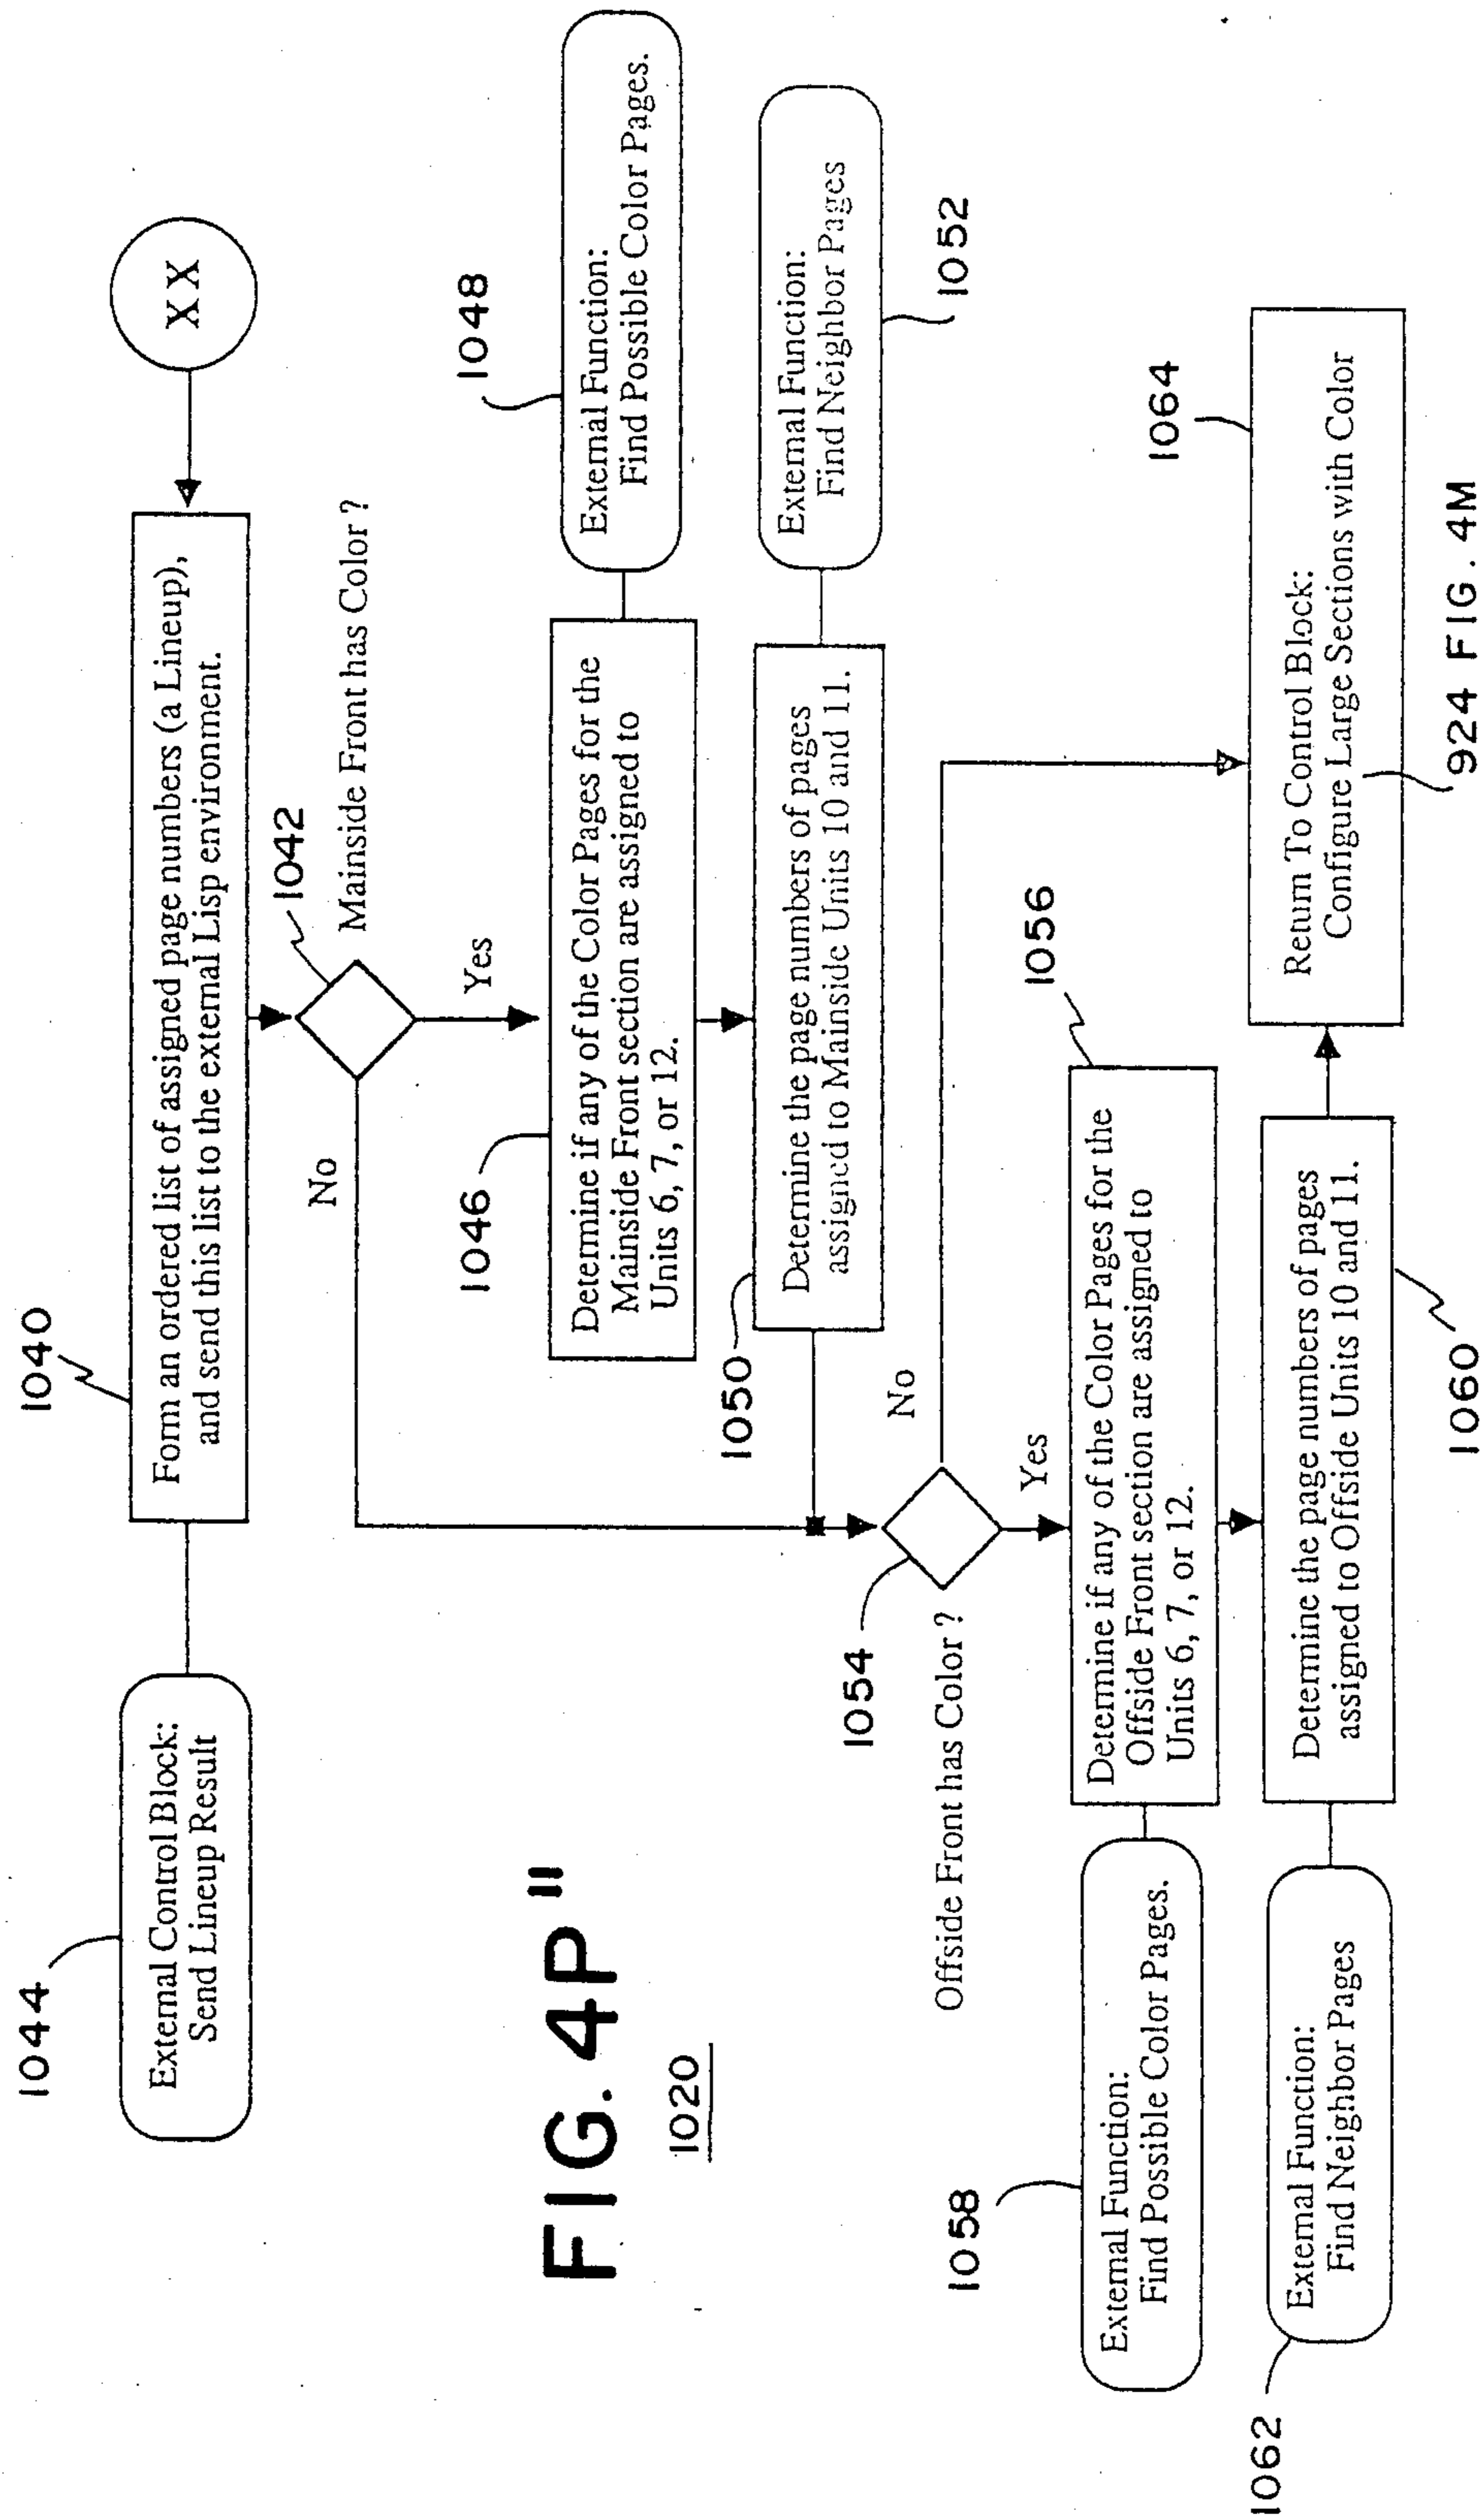 1044
External Control Block:
Send Lineup Result
1040
Form an ordered list of assigned page numbers (a Lineup),
and send this list to the external Lisp environment.
XX
1042
Mainside Front has Color?
No
Yes
1046
Determine if any of the Color Pages for the
Mainside Front section are assigned to
Units 6, 7, or 12.
1048
External Function:
Find Possible Color Pages.
1050
Determine the page numbers of pages
assigned to Mainside Units 10 and 11.
External Function:
Find Neighbor Pages
1052
FIG. 4P"
1020
1054
Offside Front has Color?
No
Yes
1058
External Function:
Find Possible Color Pages.
1056
Determine if any of the Color Pages for the
Offside Front section are assigned to
Units 6, 7, or 12.
1062
External Function:
Find Neighbor Pages
Determine the page numbers of pages
assigned to Offside Units 10 and 11.
1060
1064
Return To Control Block:
Configure Large Sections with Color
924 FIG. 4M